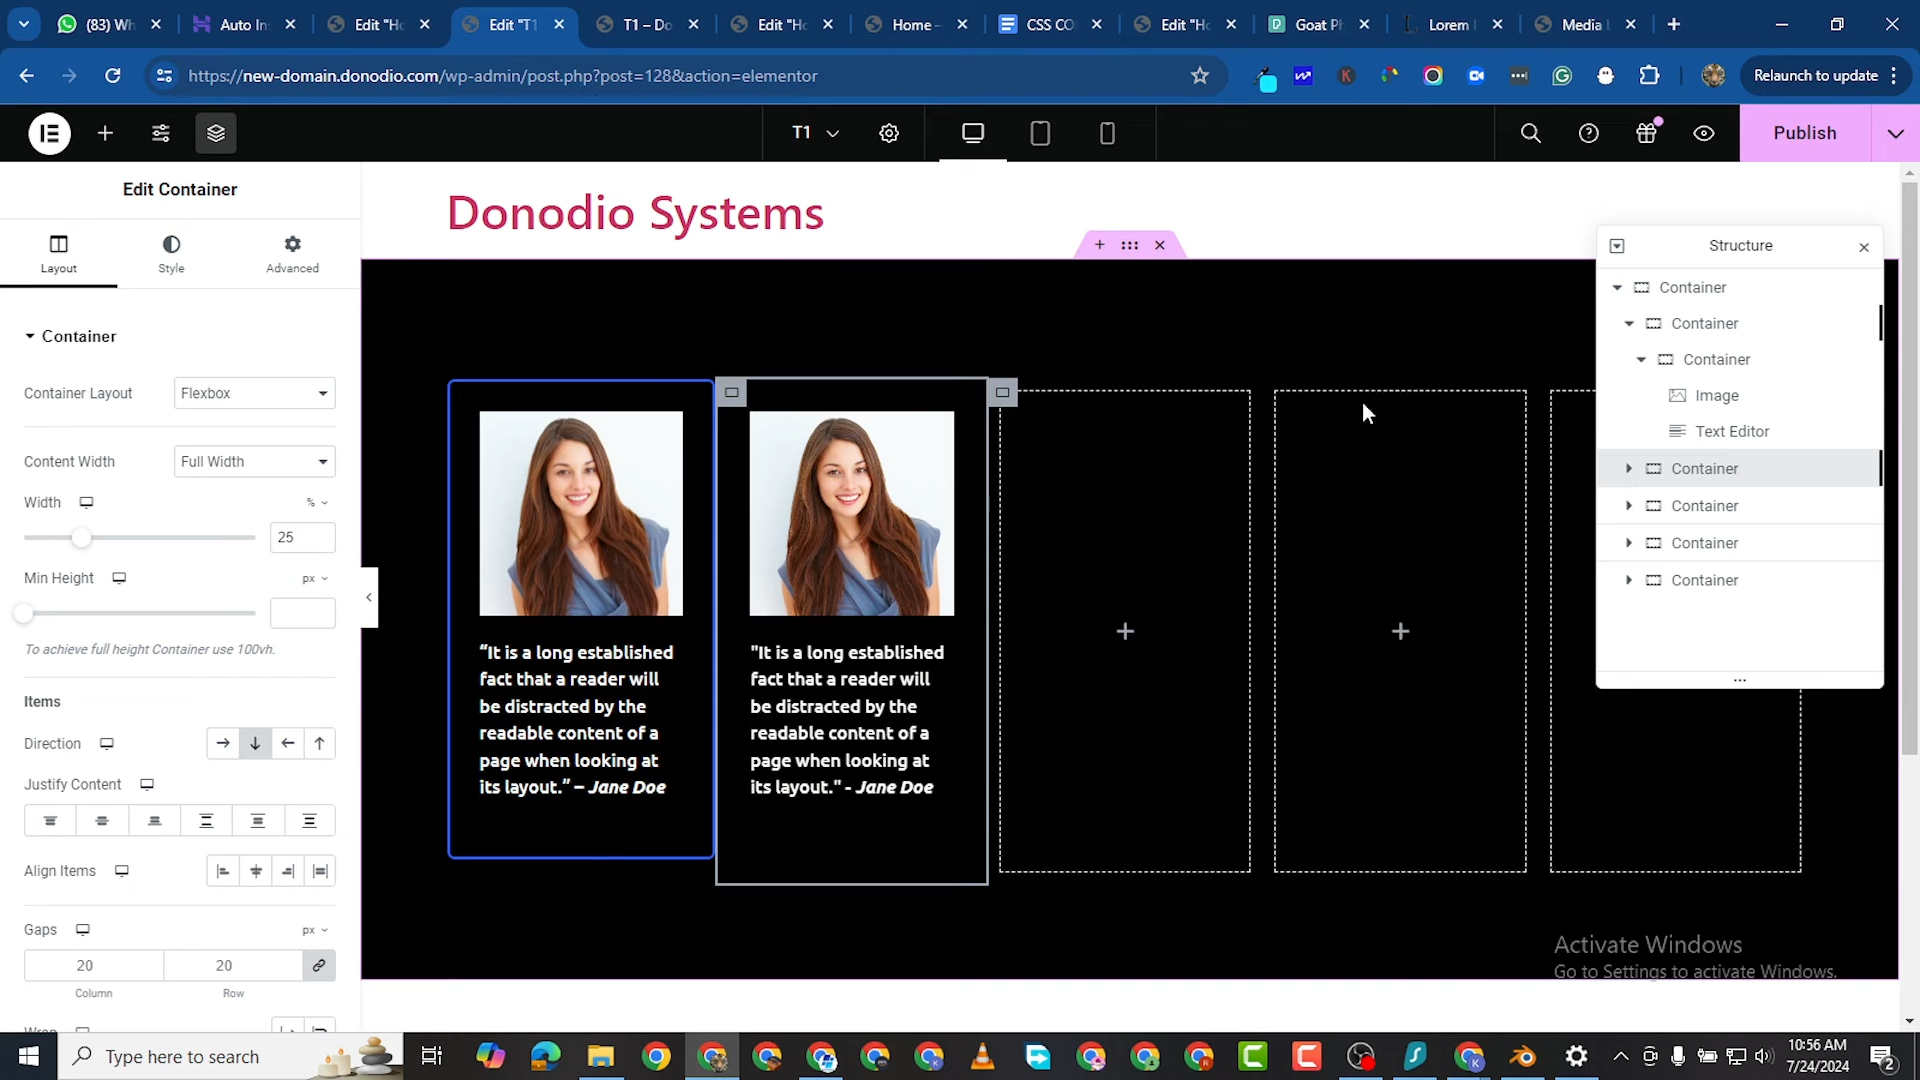 (83) Wh
Auto In
Edit "Ho
Edit "T1
T1 – Do
Edit "Ho
Home –
CSS CO
Edit "Ho
Goat Ph
Lorem
Media
https://new-domain.donodio.com/wp-admin/post.php?post=128&action=elementor
Relaunch to update
T1
Publish
Edit Container
Layout
Style
Advanced
Container
Container Layout
Flexbox
Content Width
Full Width
Width
%
25
Min Height
px
To achieve full height Container use 100vh.
Items
Direction
Justify Content
Align Items
Gaps
px
20
20
Column
Row
Wrap
Donodio Systems
“It is a long established
fact that a reader will
be distracted by the
readable content of a
page when looking at
its layout.” – Jane Doe
"It is a long established
fact that a reader will
be distracted by the
readable content of a
page when looking at
its layout." - Jane Doe
Structure
Container
Container
Container
Image
Text Editor
Container
Container
Container
Container
Activate Windows
Go to Settings to activate Windows.
Type here to search
10:56 AM
7/24/2024
2